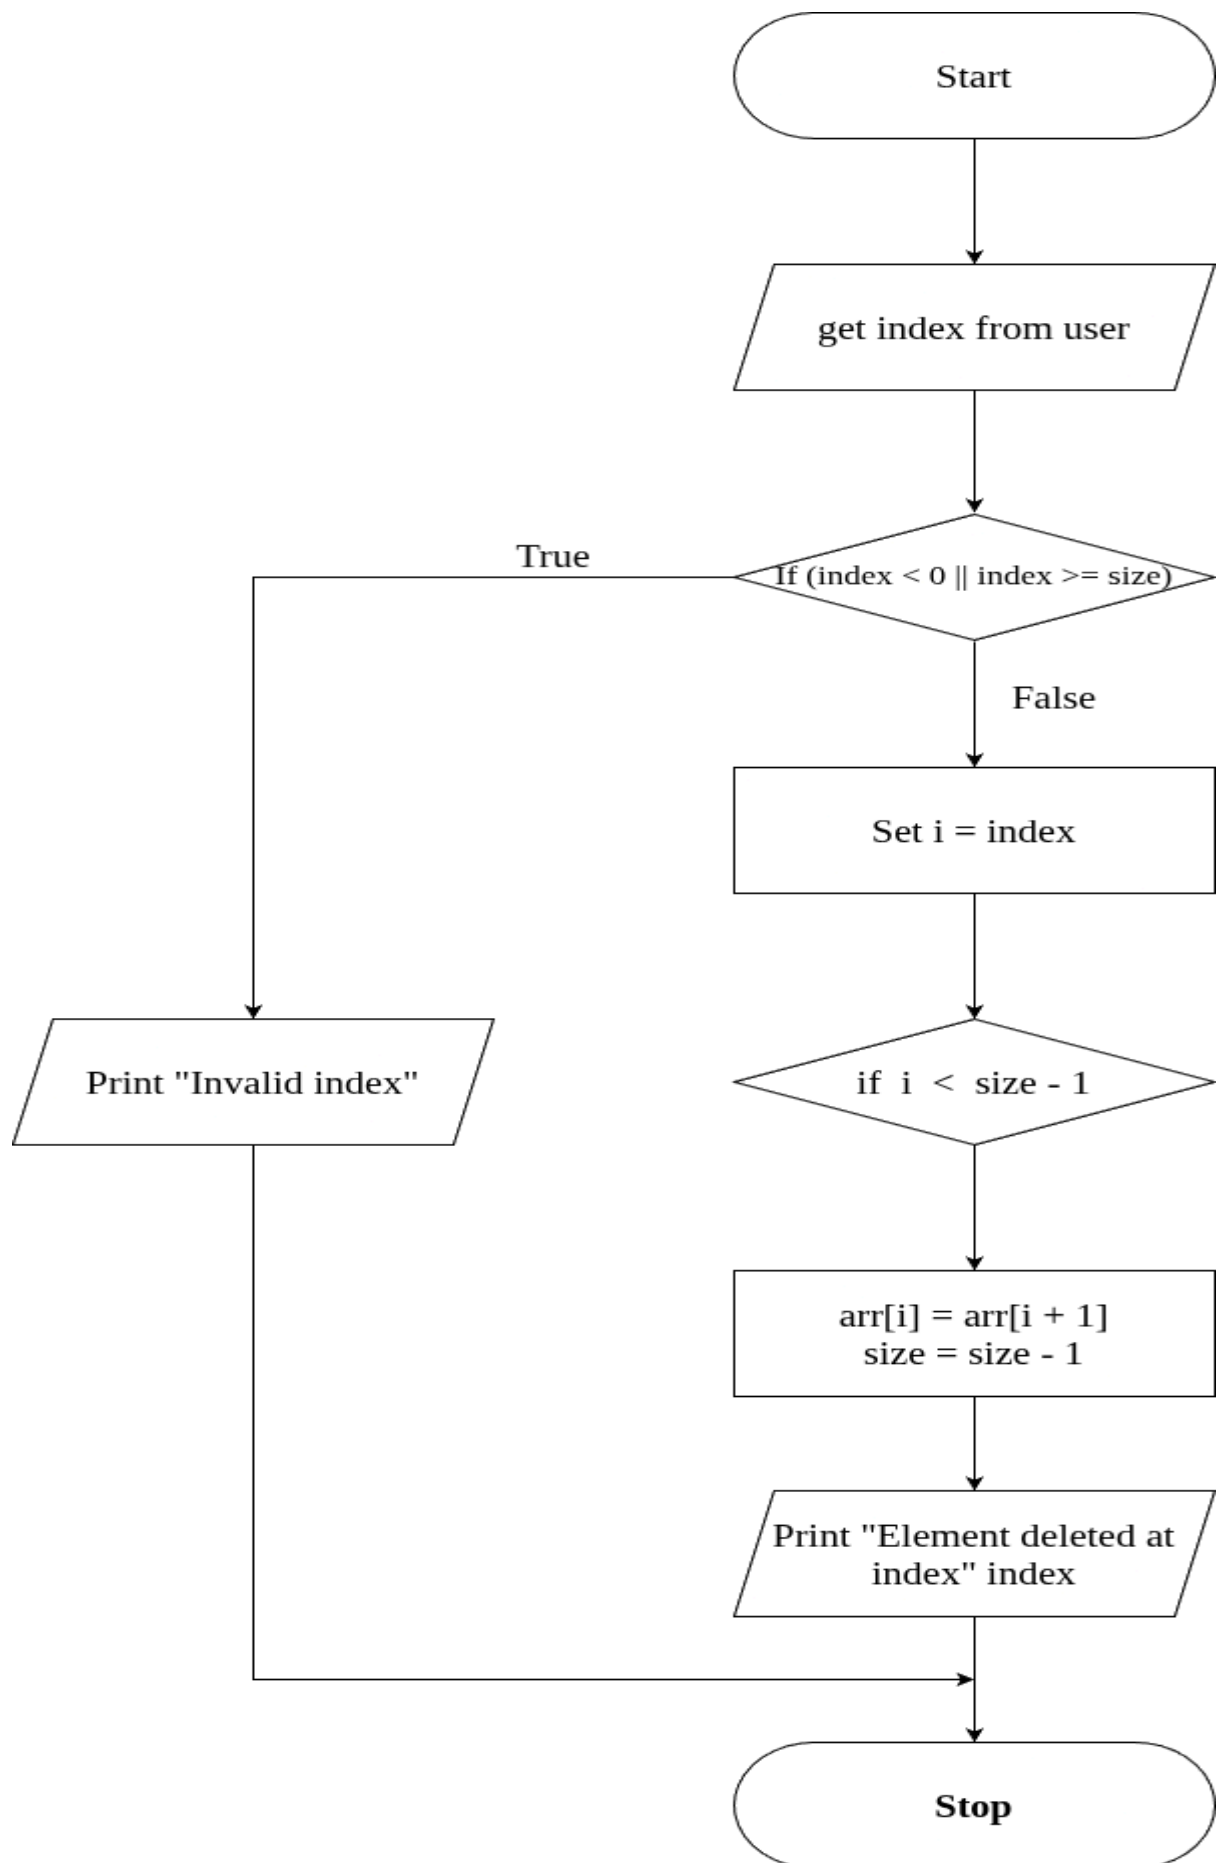 Start
get index from user
True
If (index < 0 || index >= size)
False
Set i = index
Print "Invalid index"
if i < size - 1
arr[i] = arr[i + 1]
size = size - 1
Print "Element deleted at
index" index
Stop